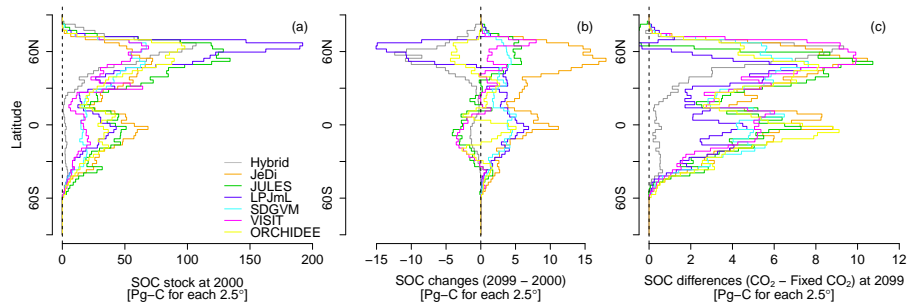 (a)
(b)
(c)
Latitude
60N
0
60S
Hybrid
JeDi
JULES
LPJmL
SDGVM
VISIT
ORCHIDEE
0 50 100 150 200
SOC stock at 2000
[Pg−C for each 2.5°]
60N
0
60S
−15 −10 −5 0 5 10 15
SOC changes (2099 − 2000)
[Pg−C for each 2.5°]
60N
0
60S
0 2 4 6 8 10 12
SOC differences (CO₂ − Fixed CO₂) at 2099
[Pg−C for each 2.5°]